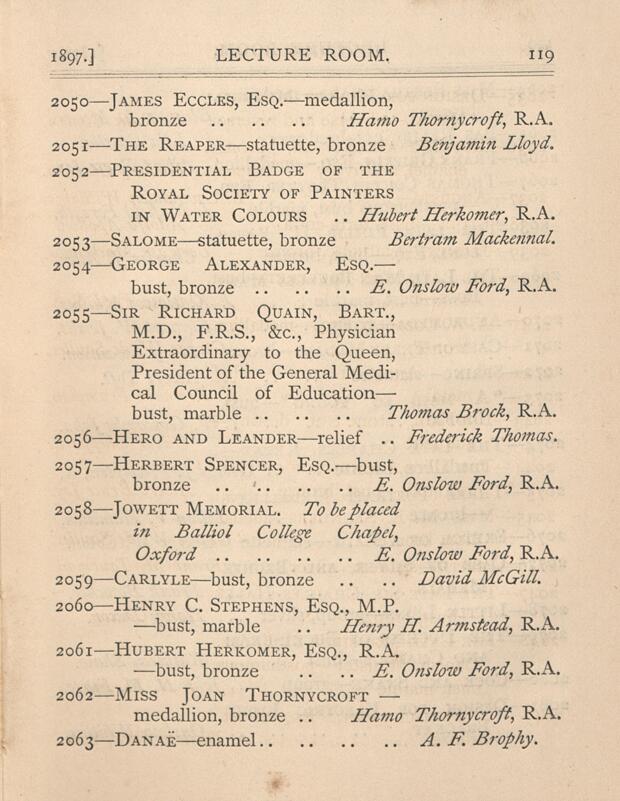 1897.] LECTURE ROOM. 119
2050—JAMES ECCLES, ESQ.—medallion,
bronze .. .. .. Hamo Thornycroft, R.A.
2051—THE REAPER—statuette, bronze Benjamin Lloyd.
2052—PRESIDENTIAL BADGE OF THE
ROYAL SOCIETY OF PAINTERS
IN WATER COLOURS .. Hubert Herkomer, R.A.
2053—SALOME—statuette, bronze Bertram Mackennal.
2054—GEORGE ALEXANDER, ESQ.—
bust, bronze .. .. .. E. Onslow Ford, R.A.
2055—SIR RICHARD QUAIN, BART.,
M.D., F.R.S., &c., Physician
Extraordinary to the Queen,
President of the General Medi-
cal Council of Education—
bust, marble .. .. .. Thomas Brock, R.A.
2056—HERO AND LEANDER—relief .. Frederick Thomas.
2057—HERBERT SPENCER, ESQ.—bust,
bronze .. .. .. .. E. Onslow Ford, R.A.
2058—JOWETT MEMORIAL. To be placed
in Balliol College Chapel,
Oxford .. .. .. .. E. Onslow Ford, R.A.
2059—CARLYLE—bust, bronze .. .. David McGill.
2060—HENRY C. STEPHENS, ESQ., M.P.
—bust, marble .. Henry H. Armstead, R.A.
2061—HUBERT HERKOMER, ESQ., R.A.
—bust, bronze .. .. E. Onslow Ford, R.A.
2062—MISS JOAN THORNYCROFT —
medallion, bronze .. Hamo Thornycroft, R.A.
2063—DANAË—enamel.. .. .. .. A. F. Brophy.